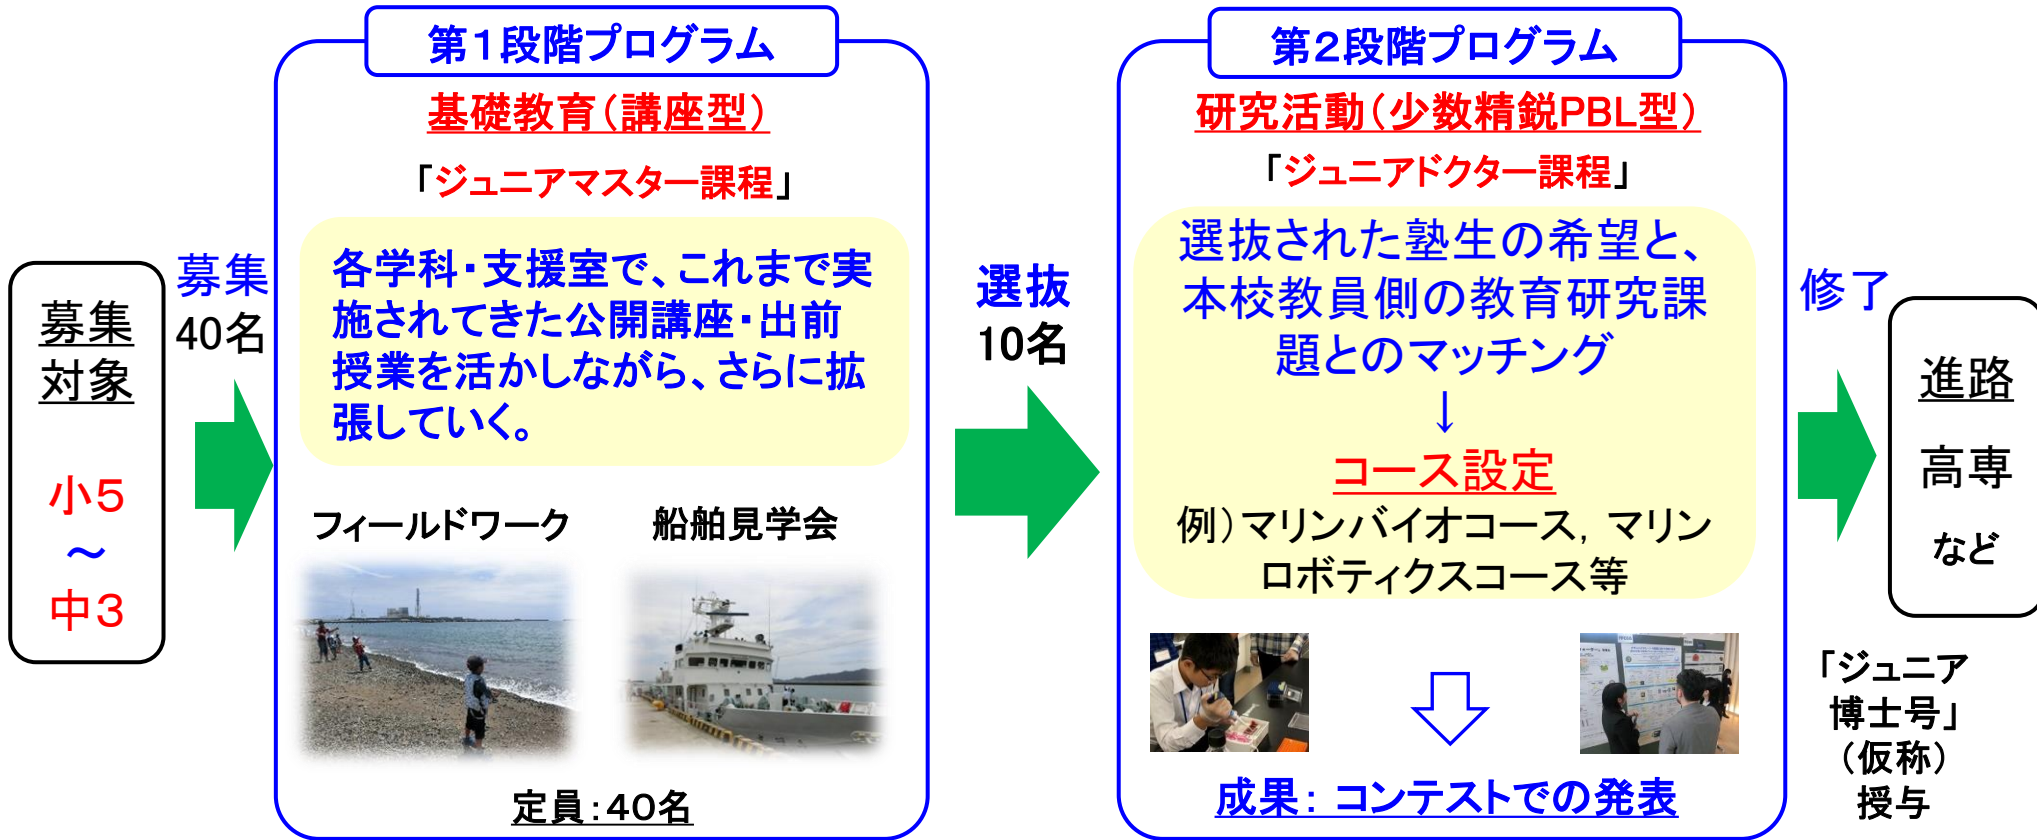 募集
対象
小5
～
中3
募集
40名
第1段階プログラム
基礎教育（講座型）
「ジュニアマスター課程」
各学科・支援室で、これまで実
施されてきた公開講座・出前
授業を活かしながら、さらに拡
張していく。
フィールドワーク
船舶見学会
定員：40名
選抜
10名
第2段階プログラム
研究活動（少数精鋭PBL型）
「ジュニアドクター課程」
選抜された塾生の希望と、
本校教員側の教育研究課
題とのマッチング
↓
コース設定
例）マリンバイオコース，マリン
ロボティクスコース等
成果：コンテストでの発表
修了
進路
高専
など
「ジュニア
博士号」
（仮称）
授与